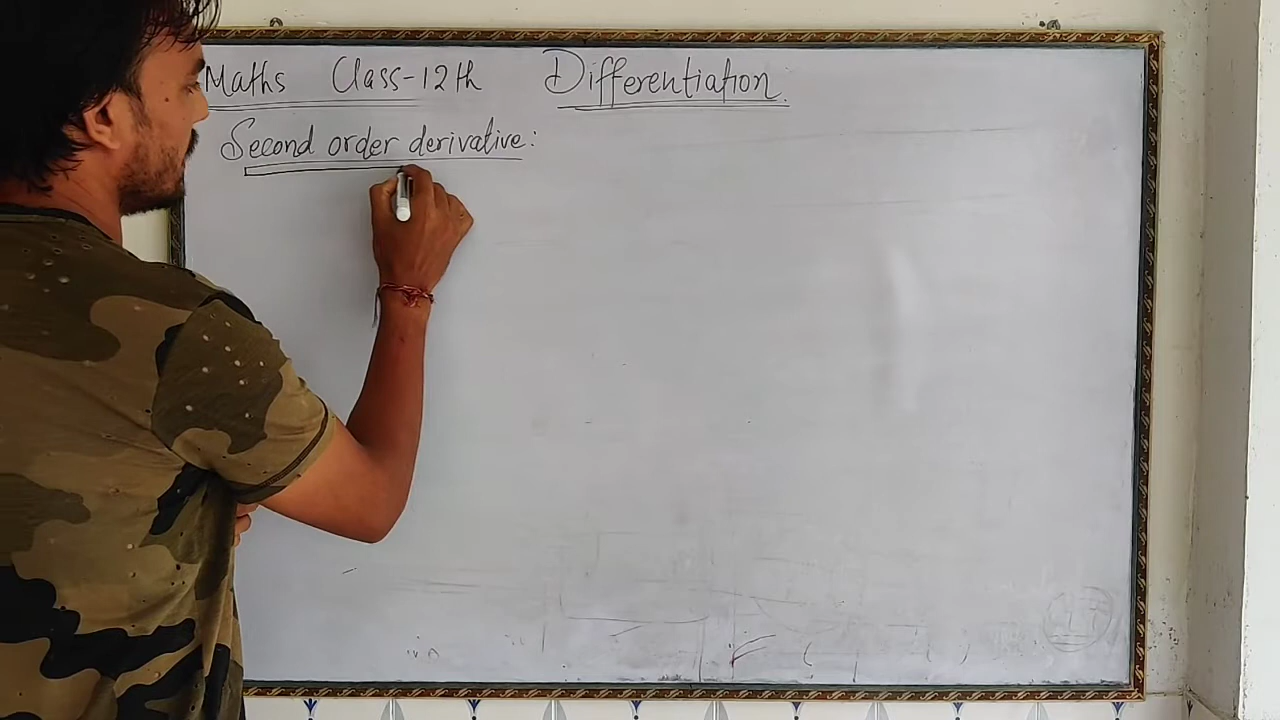 Maths Class-12th Differentiation.
Second order derivative: